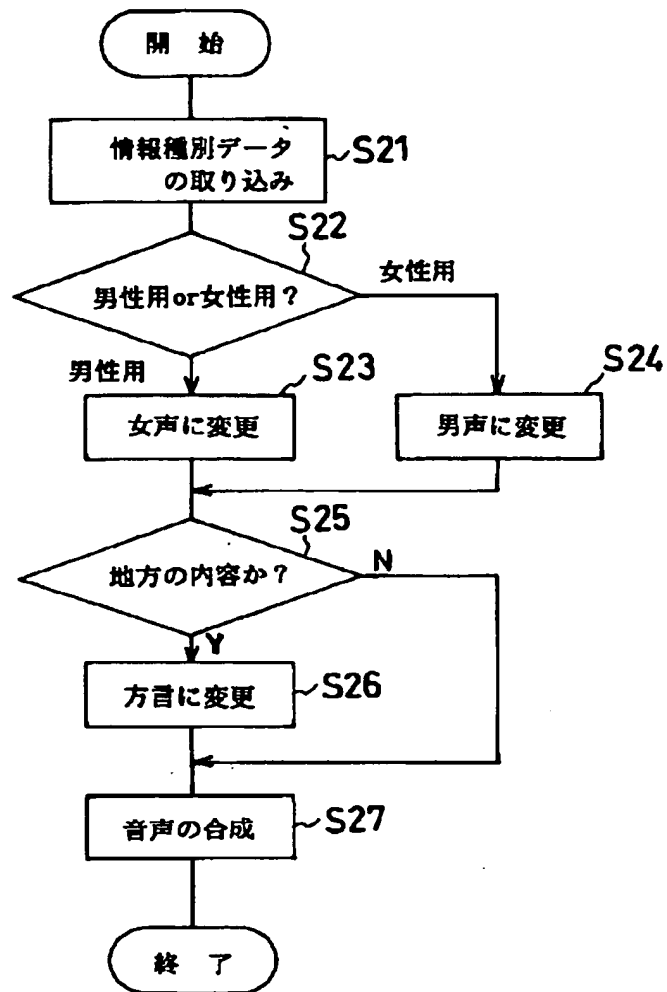 開 始
情報種別データ
の取り込み
S21
S22
男性用or女性用？
女性用
男性用
S23
女声に変更
S24
男声に変更
S25
地方の内容か？
N
Y
方言に変更
S26
音声の合成
S27
終 了